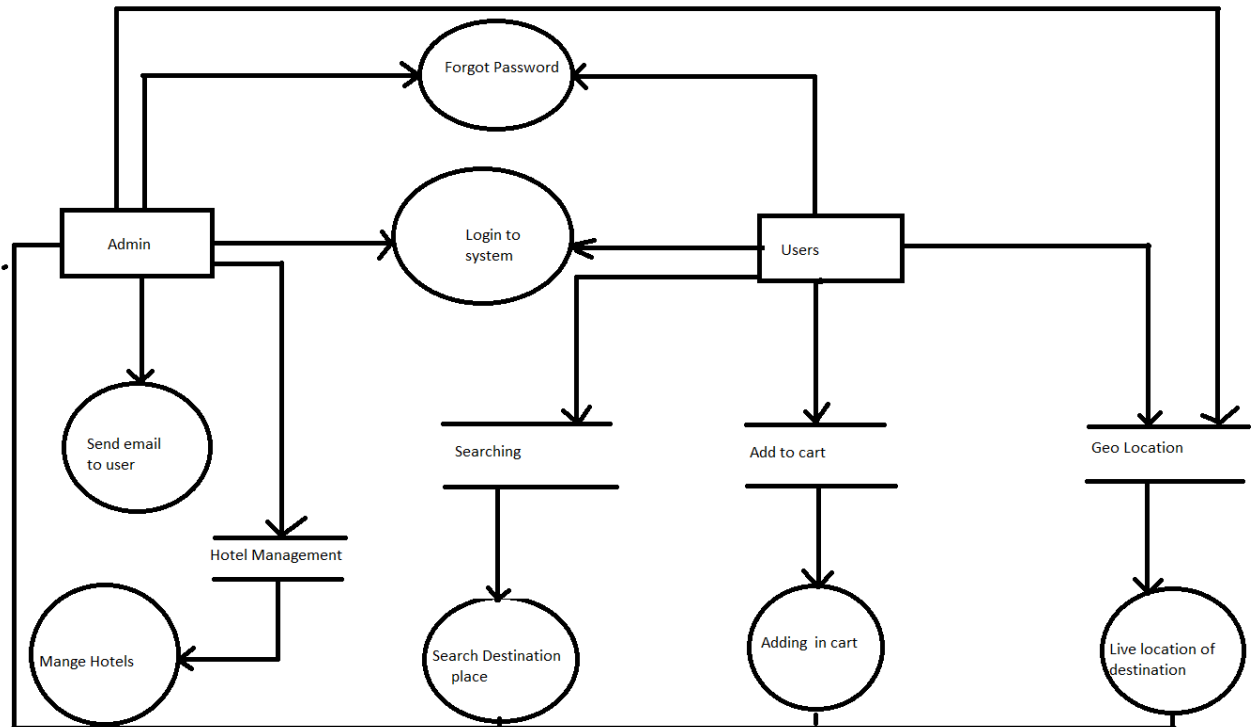 Forgot Password
Admin
Login to
system
Users
Send email
to user
Searching
Add to cart
Geo Location
Hotel Management
Mange Hotels
Search Destination
place
Adding in cart
Live location of
destination